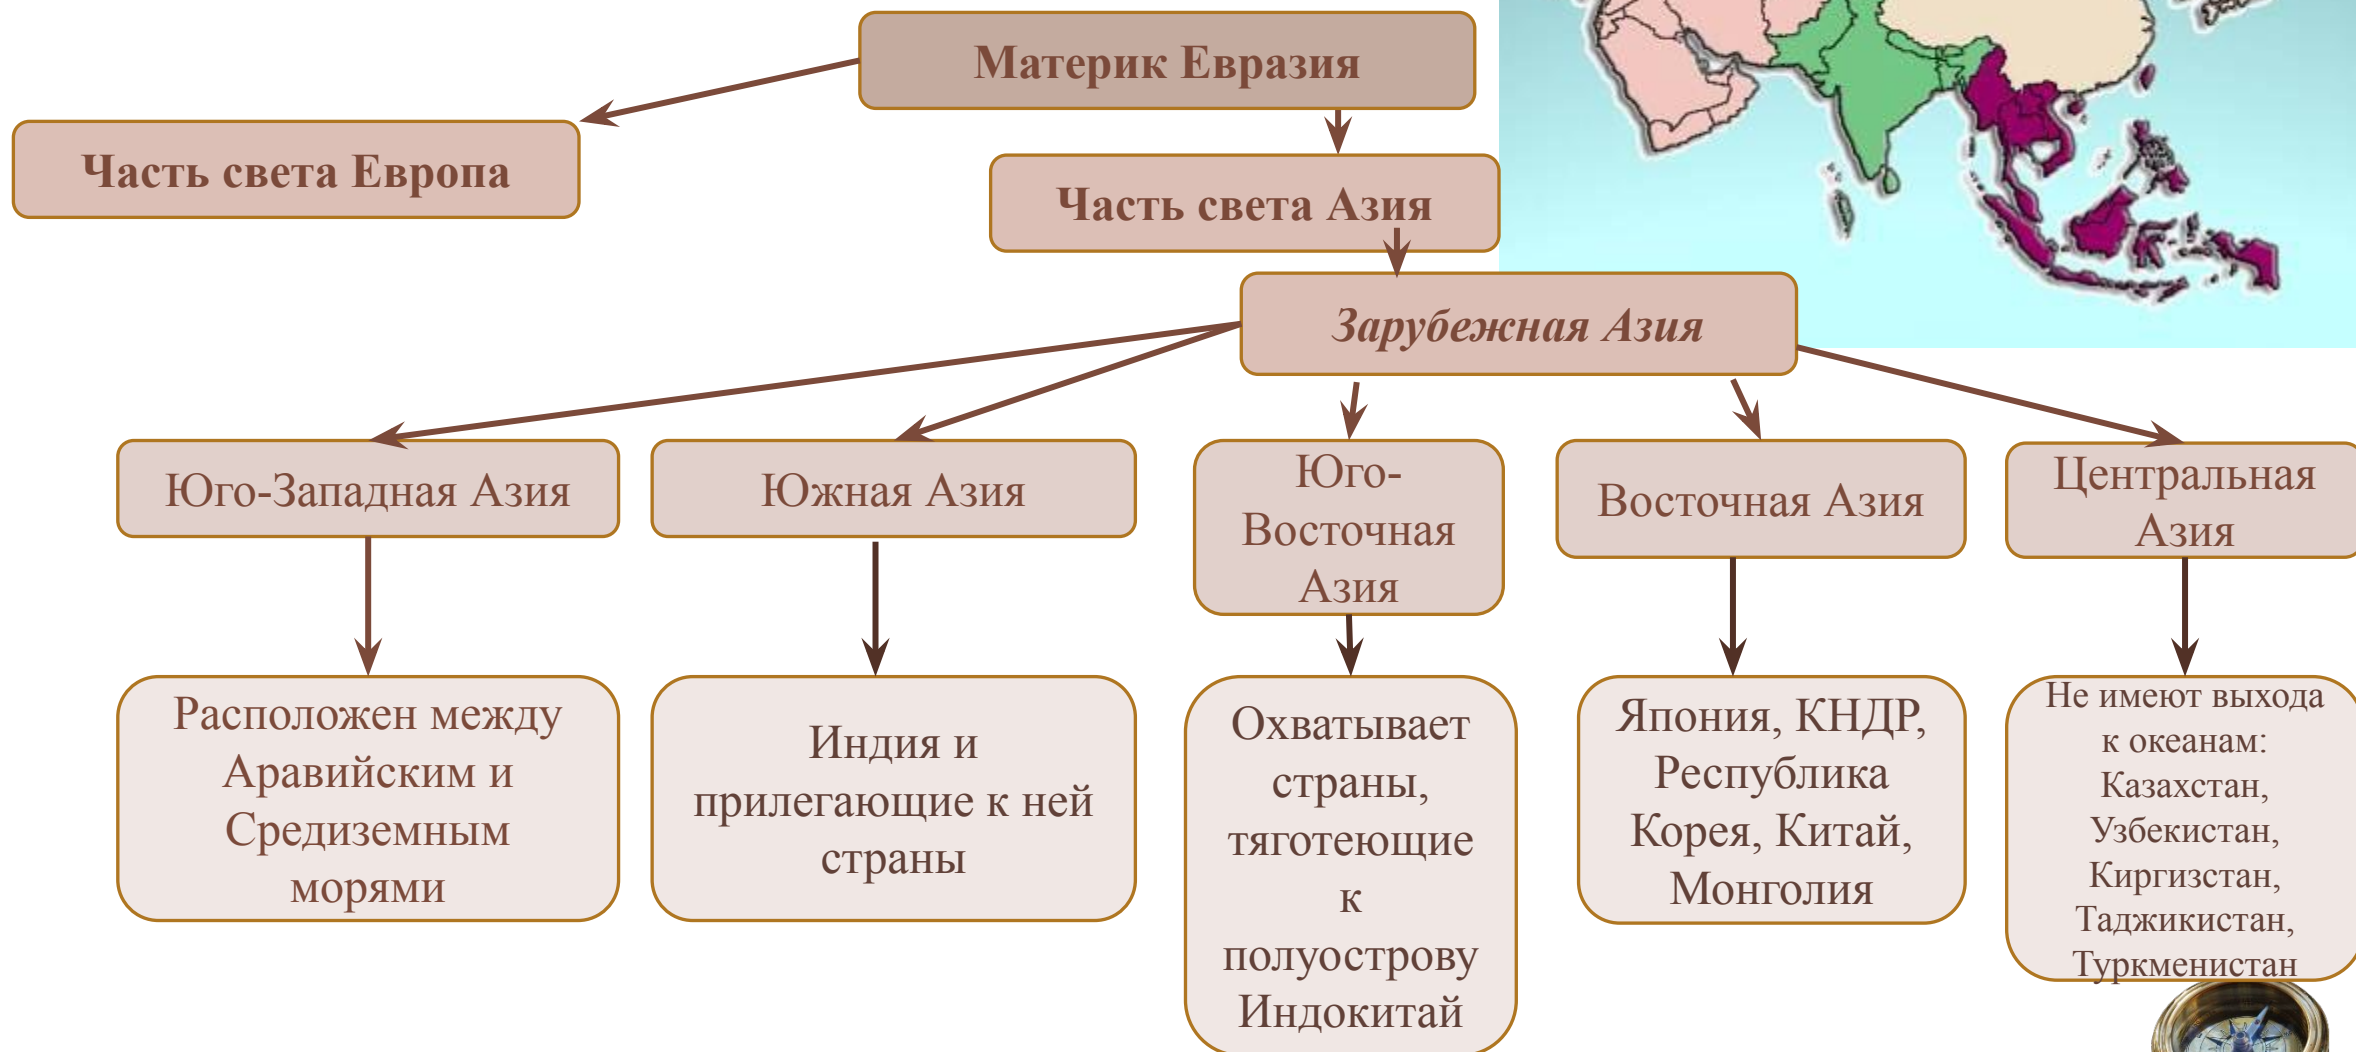 Материк Евразия
Часть света Европа
Часть света Азия
Зарубежная Азия
Юго-Западная Азия
Южная Азия
Юго-
Восточная
Азия
Восточная Азия
Центральная
Азия
Расположен между
Аравийским и
Средиземным
морями
Индия и
прилегающие к ней
страны
Охватывает
страны,
тяготеющие
к
полуострову
Индокитай
Япония, КНДР,
Республика
Корея, Китай,
Монголия
Не имеют выхода
к океанам:
Казахстан,
Узбекистан,
Киргизстан,
Таджикистан,
Туркменистан